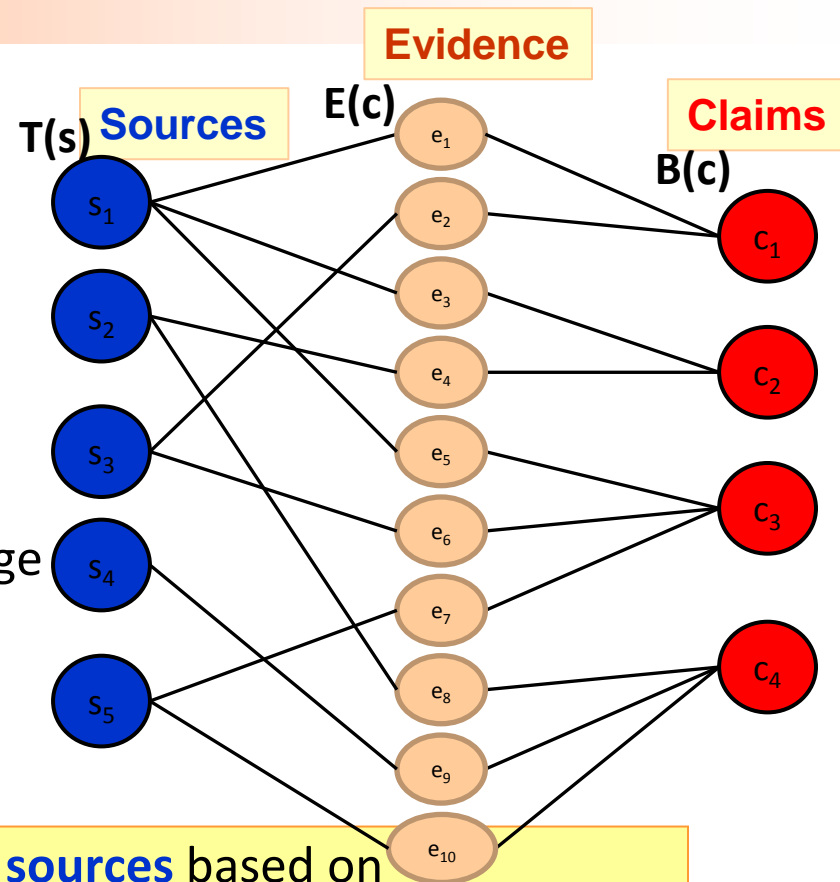 Evidence
E(c)
Sources
Claims
T(s)
B(c)
s1
s2
s3
s4
s5
e1
e2
e3
e4
e5
e6
e7
e8
e9
e10
c1
c2
c3
c4
ge
sources based on